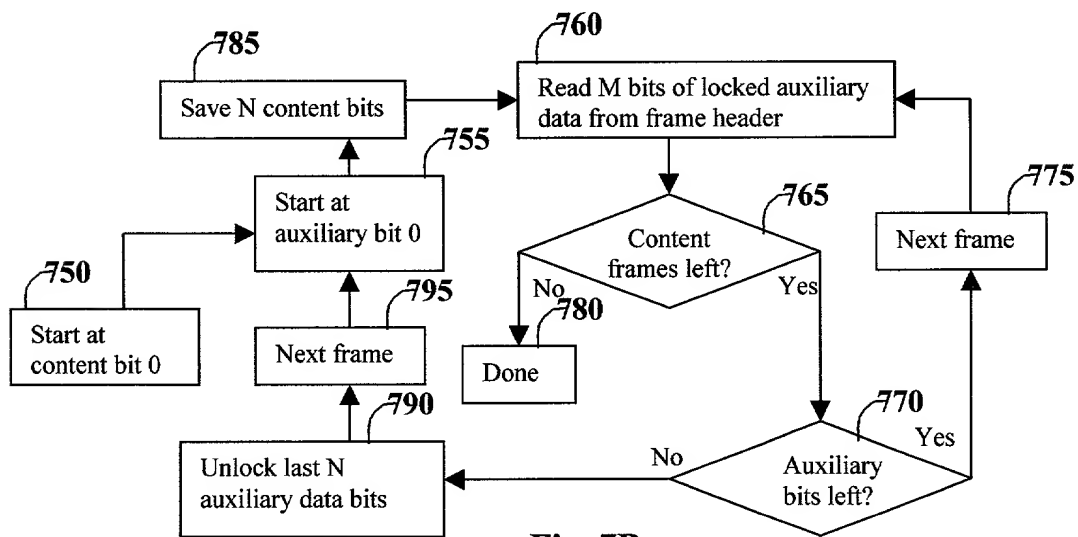 785
760
Save N content bits
Read M bits of locked auxiliary
data from frame header
755
775
Start at
auxiliary bit 0
765
Content
frames left?
Next frame
750
795
No
Yes
780
Start at
content bit 0
Next frame
Done
790
770
Unlock last N
auxiliary data bits
No
Yes
Auxiliary
bits left?